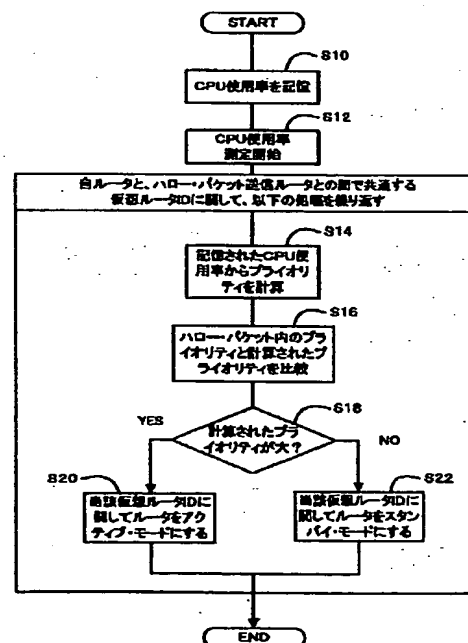 START
S10
CPU使用率を記憶
S12
CPU使用率
測定開始
自ルータと、ハロー・パケット送信ルータとの間で共通する
仮想ルータIDに関して、以下の処理を繰り返す
S14
記憶されたCPU使
用率からプライオリ
ティを計算
S16
ハロー・パケット内のプラ
イオリティと計算されたプ
ライオリティを比較
S18
計算されたプラ
イオリティが大?
YES
NO
S20
当該仮想ルータIDに
関してルータをアク
ティブ・モードにする
S22
当該仮想ルータIDに
関してルータをスタン
バイ・モードにする
END